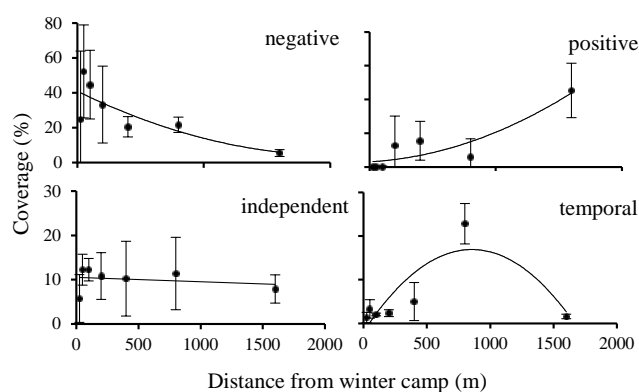 80
60
40
20
0
negative
positive
Coverage (%)
30
20
10
0
independent
temporal
0 500 1000 1500 2000
0 500 1000 1500 2000
Distance from winter camp (m)